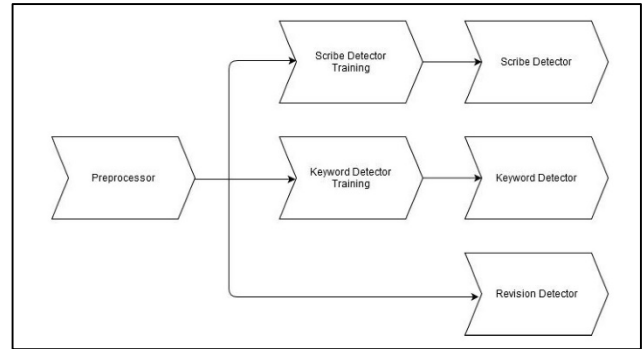 Scribe Detector
Training
Scribe Detector
Preprocessor
Keyword Detector
Training
Keyword Detector
Revision Detector